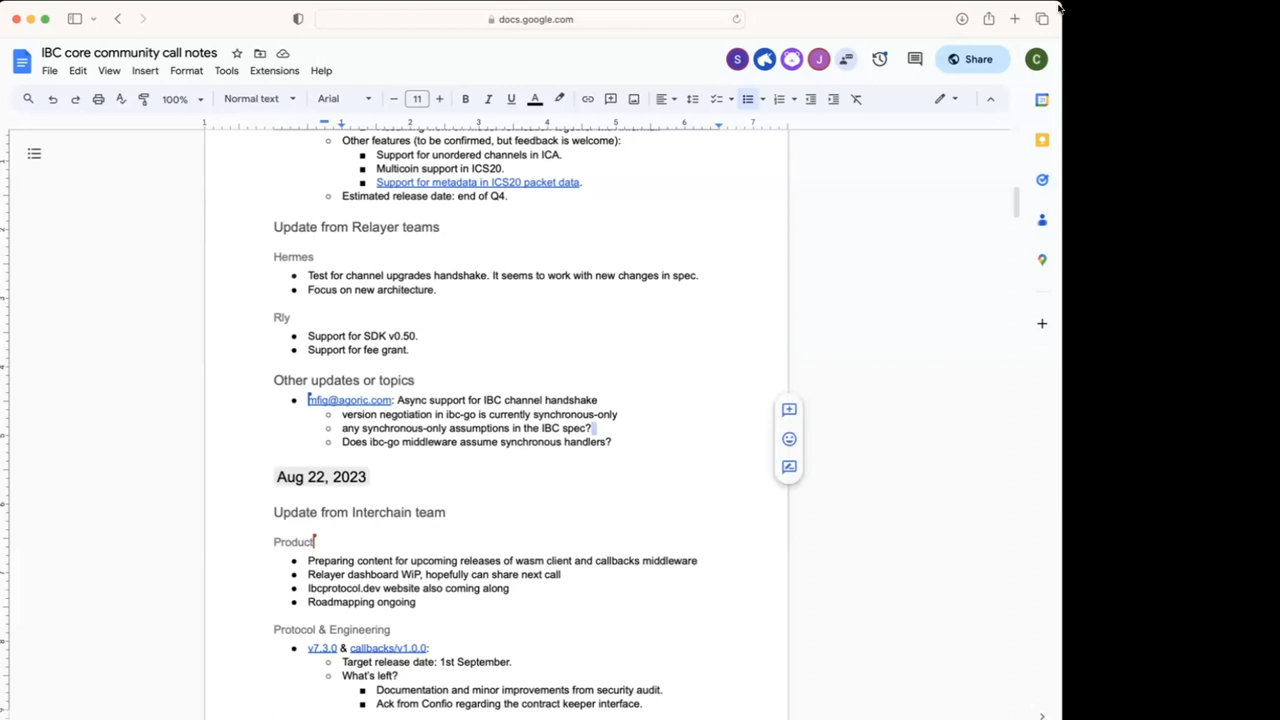 docs.google.com
IBC core community call notes
File Edit View Insert Format Tools Extensions Help
S J Share C
100% Normal text Arial 11
1 1 2 3 4 5 6 7
Other features (to be confirmed, but feedback is welcome):
Support for unordered channels in ICA.
Multicoin support in ICS20.
Support for metadata in ICS20 packet data.
Estimated release date: end of Q4.
Update from Relayer teams
Hermes
Test for channel upgrades handshake. It seems to work with new changes in spec.
Focus on new architecture.
Rly
Support for SDK v0.50.
Support for fee grant.
Other updates or topics
mfig@agoric.com: Async support for IBC channel handshake
version negotiation in ibc-go is currently synchronous-only
any synchronous-only assumptions in the IBC spec?
Does ibc-go middleware assume synchronous handlers?
Aug 22, 2023
Update from Interchain team
Product
Preparing content for upcoming releases of wasm client and callbacks middleware
Relayer dashboard WiP, hopefully can share next call
Ibcprotocol.dev website also coming along
Roadmapping ongoing
Protocol & Engineering
v7.3.0 & callbacks/v1.0.0:
Target release date: 1st September.
What's left?
Documentation and minor improvements from security audit.
Ack from Confio regarding the contract keeper interface.